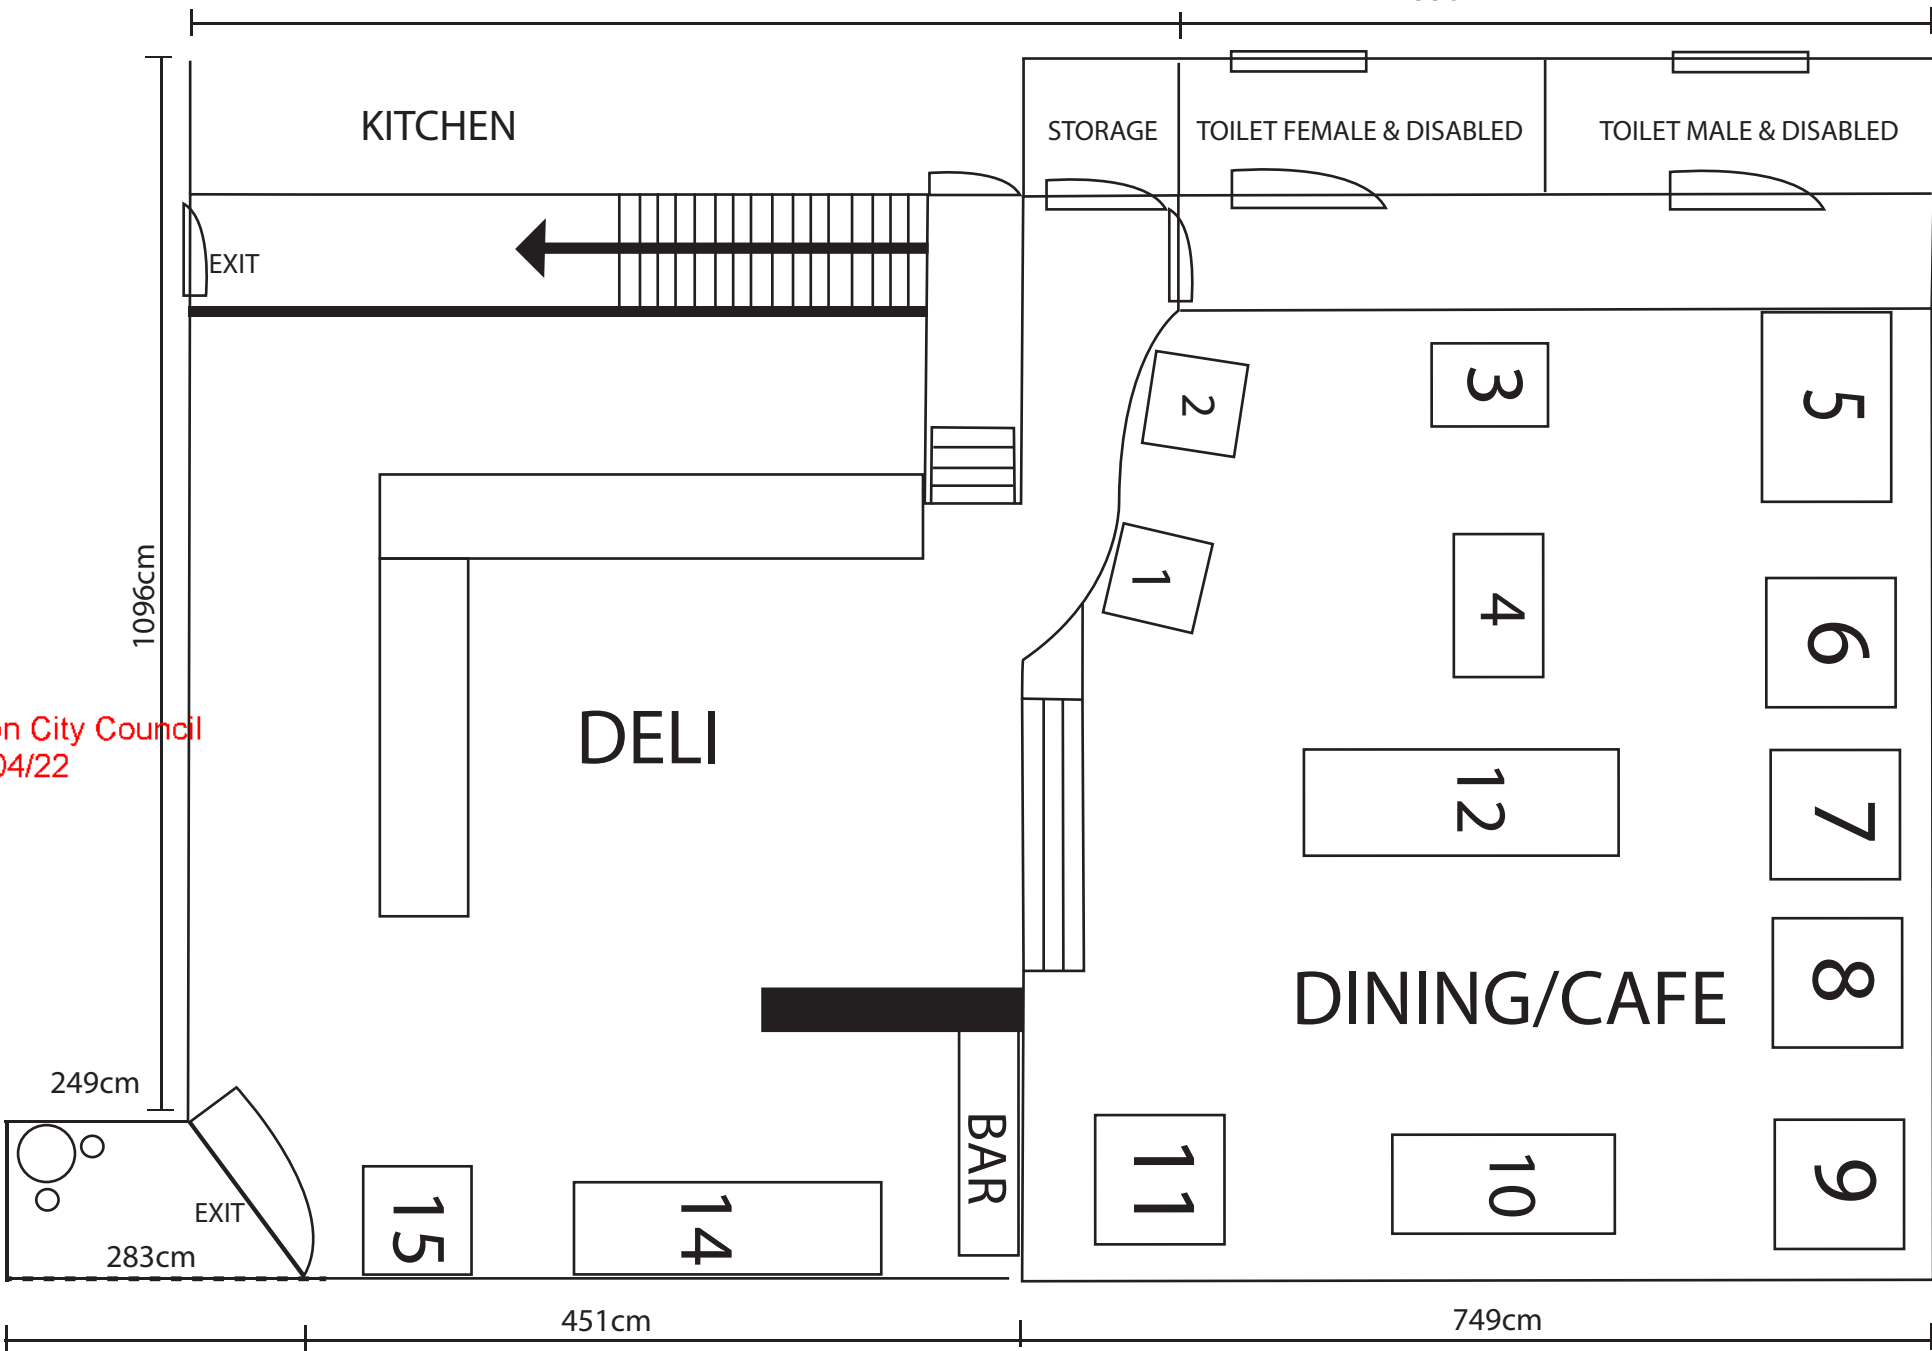 KITCHEN
STORAGE
TOILET FEMALE & DISABLED
TOILET MALE & DISABLED
EXIT
2
3
5
1
4
6
1096cm
DELI
City Council
04/22
12
7
8
DINING/CAFE
249cm
BAR
EXIT
283cm
15
14
11
10
9
451cm
749cm